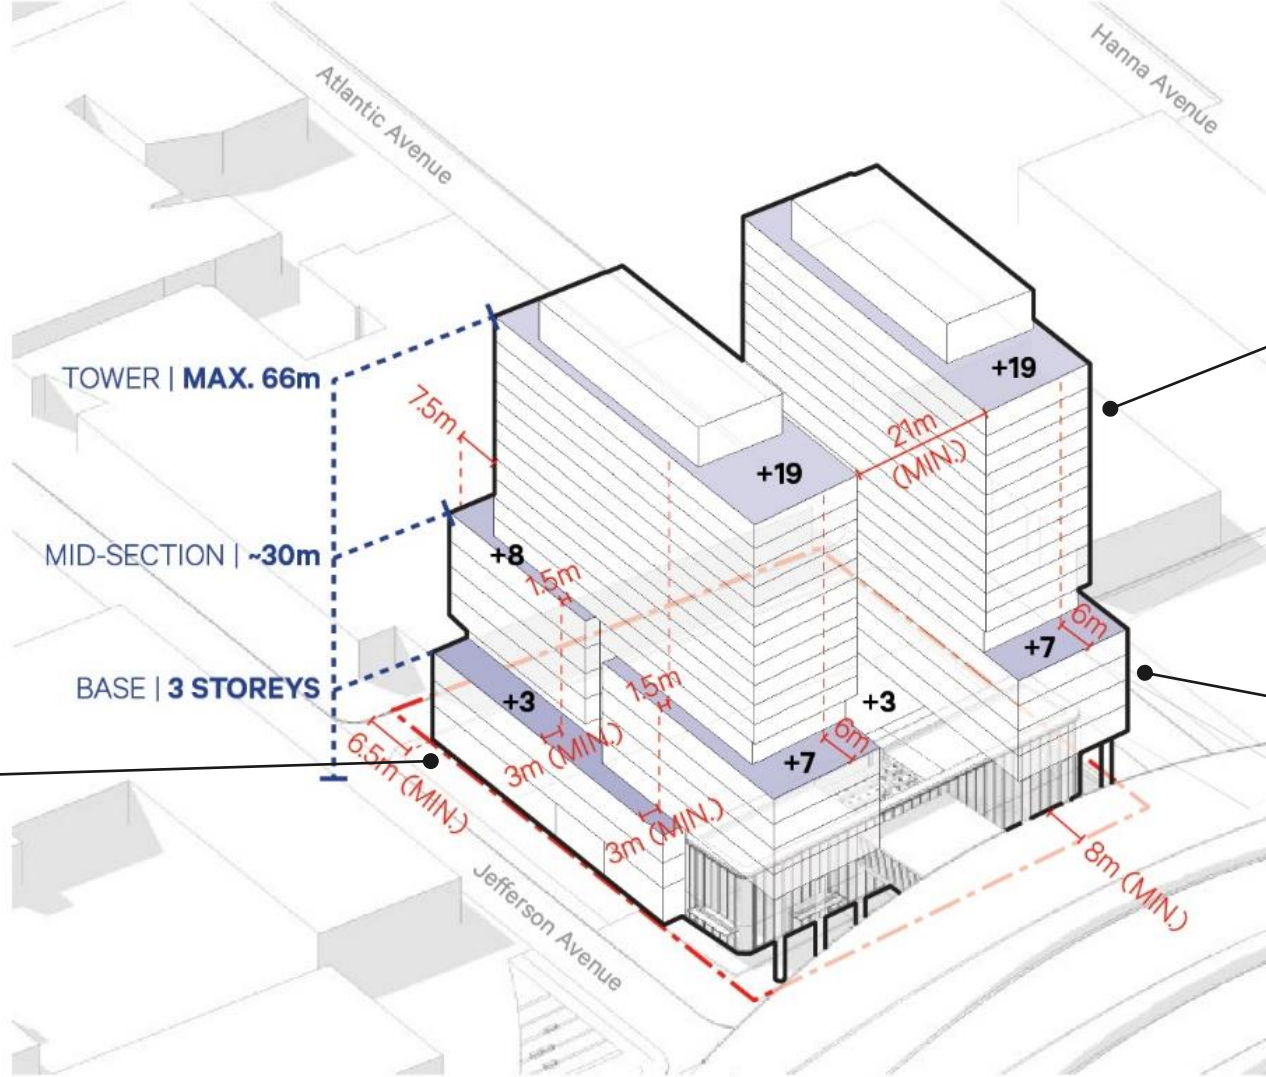 Atlantic Avenue
Hanna Avenue
TOWER | MAX. 66m
7.5m
+19
21m
(MIN.)
+19
MID-SECTION | ~30m
+8
1.5m
6m
+7
BASE | 3 STOREYS
+3
1.5m
+3
6m
6.5m (MIN.)
3m (MIN.)
+7
3m (MIN.)
8m (MIN.)
Jefferson Avenue